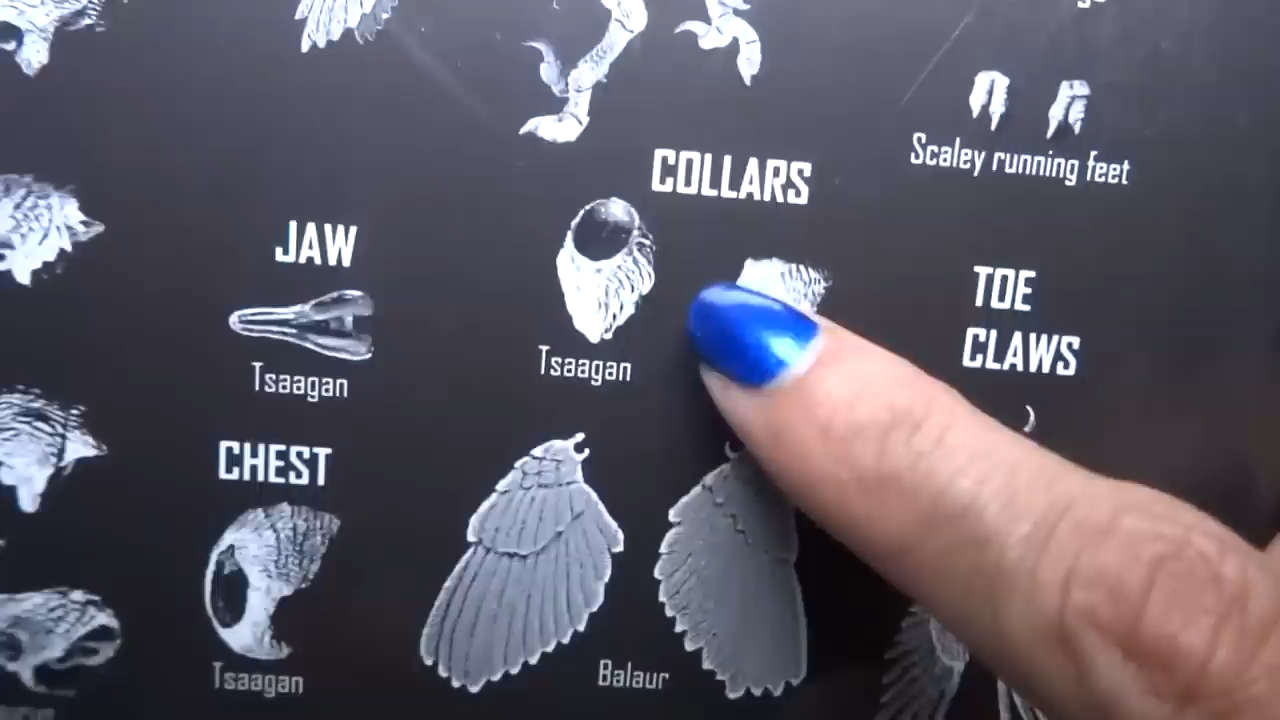 COLLARS
Scaley running feet
JAW
TOE
CLAWS
Tsaagan
Tsaagan
CHEST
Tsaagan
Balaur